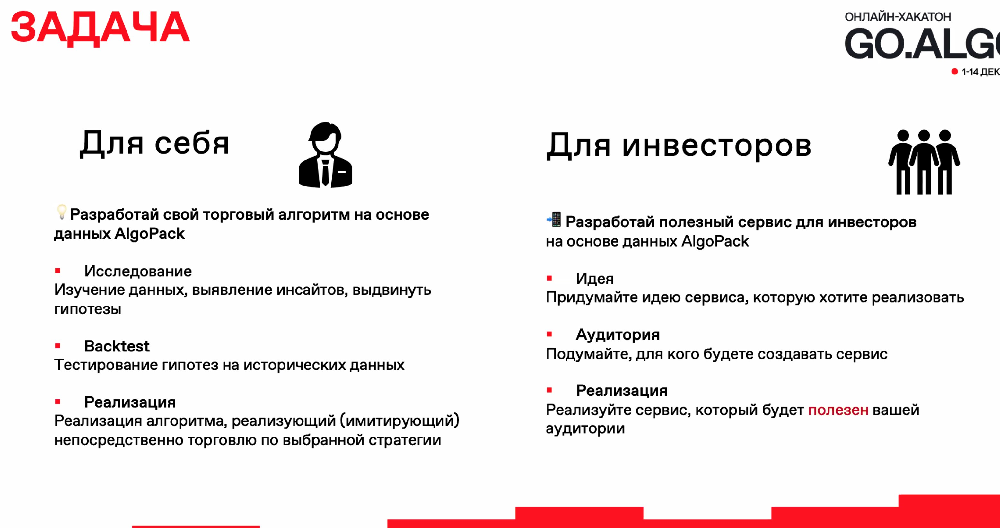 ЗАДАЧА
ОНЛАЙН-ХАКАТОН
GO.ALGO
1-14 ДЕК
Для себя
Разработай свой торговый алгоритм на основе
данных AlgoPack
Исследование
Изучение данных, выявление инсайтов, выдвинуть
гипотезы
Backtest
Тестирование гипотез на исторических данных
Реализация
Реализация алгоритма, реализующий (имитирующий)
непосредственно торговлю по выбранной стратегии
Для инвесторов
Разработай полезный сервис для инвесторов
на основе данных AlgoPack
Идея
Придумайте идею сервиса, которую хотите реализовать
Аудитория
Подумайте, для кого будете создавать сервис
Реализация
Реализуйте сервис, который будет полезен вашей
аудитории